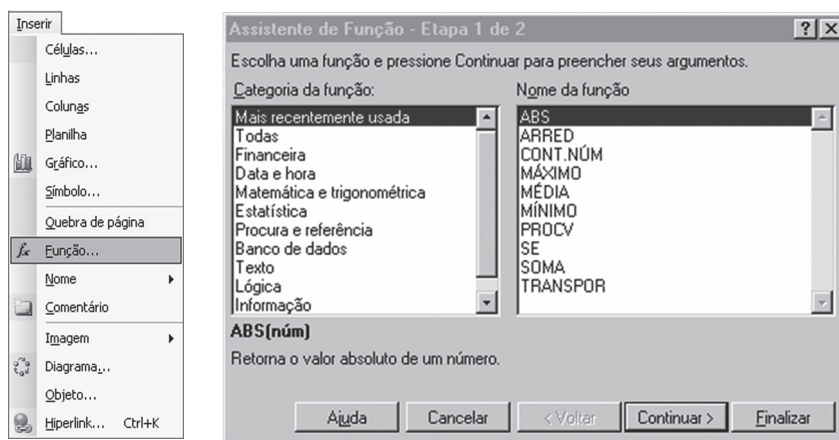 Inserir
Células...
Linhas
Colunas
Planilha
Gráfico...
Símbolo...
Quebra de página
fx Função...
Nome
Comentário
Imagem
Diagrama...
Objeto...
Hiperlink... Ctrl+K
Assistente de Função - Etapa 1 de 2
Escolha uma função e pressione Continuar para preencher seus argumentos.
Categoria da função:
Mais recentemente usada
Todas
Financeira
Data e hora
Matemática e trigonométrica
Estatística
Procura e referência
Banco de dados
Texto
Lógica
Informação
Nome da função
ABS
ARRED
CONT.NÚM
MÁXIMO
MÉDIA
MÍNIMO
PROCV
SE
SOMA
TRANSPOR
ABS(núm)
Retorna o valor absoluto de um número.
Ajuda
Cancelar
< Voltar
Continuar >
Finalizar